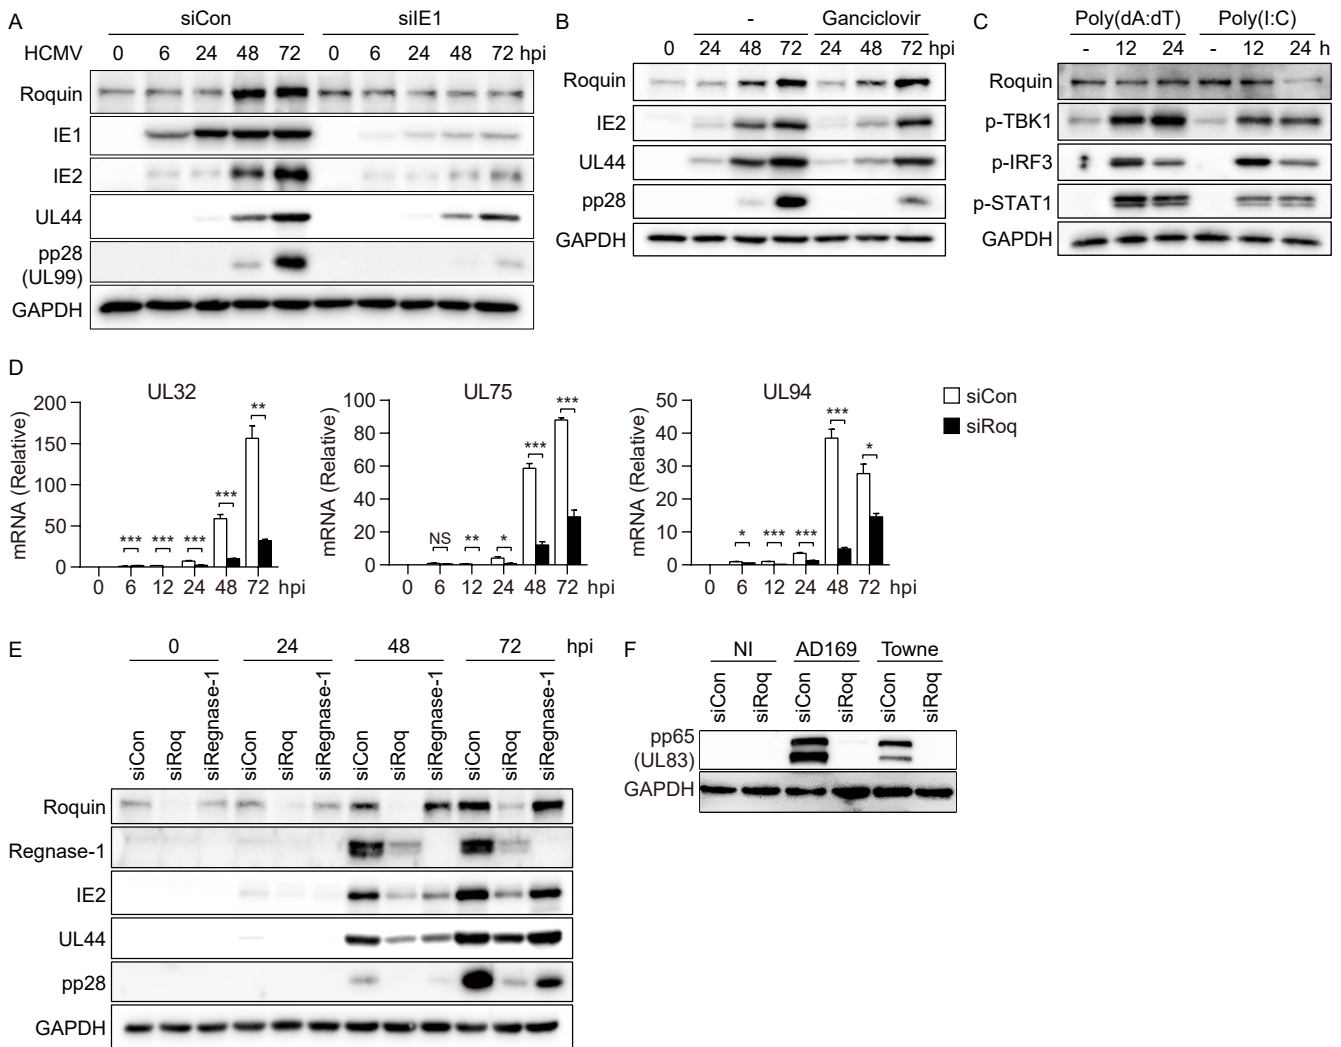 A
siCon siIE1
HCMV 0 6 24 48 72 0 6 24 48 72 hpi
Roquin
IE1
IE2
UL44
pp28
(UL99)
GAPDH
B
- Ganciclovir
0 24 48 72 24 48 72 hpi
Roquin
IE2
UL44
pp28
GAPDH
C
Poly(dA:dT) Poly(I:C)
- 12 24 - 12 24 h
Roquin
p-TBK1
p-IRF3
p-STAT1
GAPDH
D
UL32
mRNA (Relative)
200
150
100
50
0
*** *** *** *** **
0 6 12 24 48 72 hpi
UL75
mRNA (Relative)
100
80
60
40
20
0
NS ** * *** ***
0 6 12 24 48 72 hpi
UL94
mRNA (Relative)
50
40
30
20
10
0
* *** *** *** *
0 6 12 24 48 72 hpi
siCon
siRoq
E
0 24 48 72 hpi
siCon siRoq siRegnase-1 siCon siRoq siRegnase-1 siCon siRoq siRegnase-1 siCon siRoq siRegnase-1
Roquin
Regnase-1
IE2
UL44
pp28
GAPDH
F
NI AD169 Towne
siCon siRoq siCon siRoq siCon siRoq
pp65
(UL83)
GAPDH